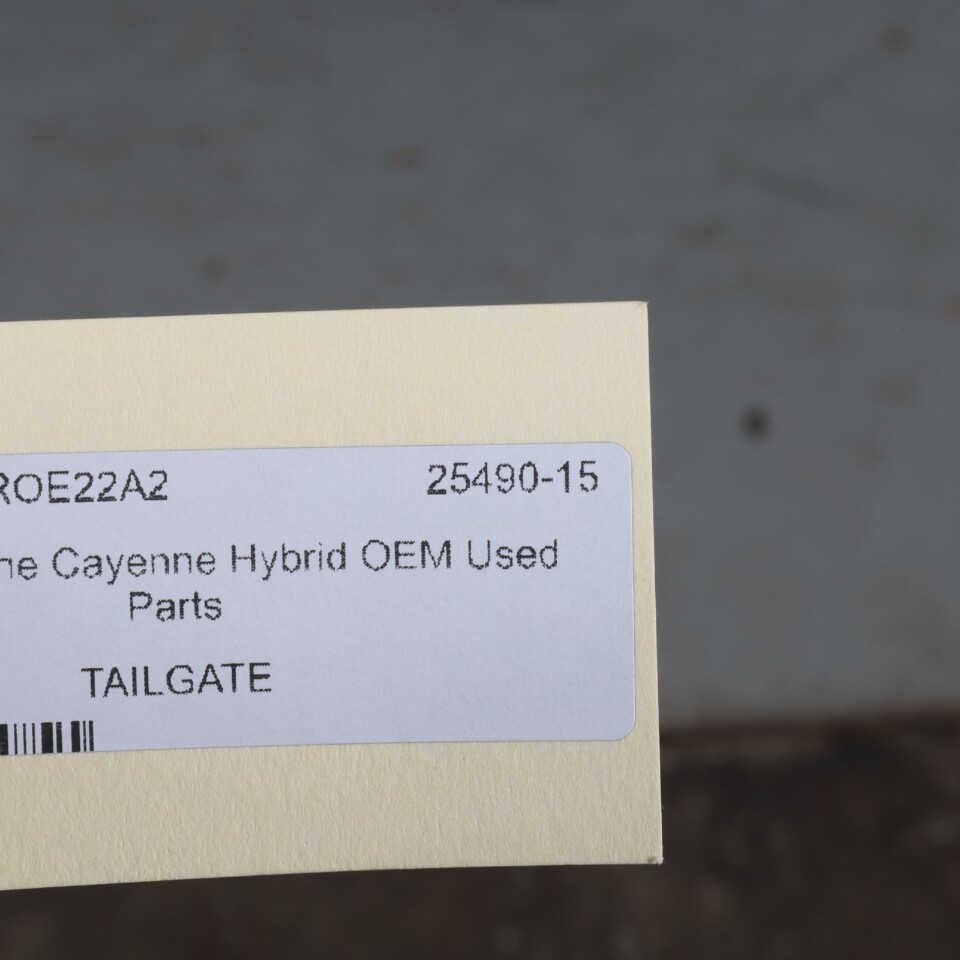 ROE22A2 25490-15
ne Cayenne Hybrid OEM Used
Parts
TAILGATE